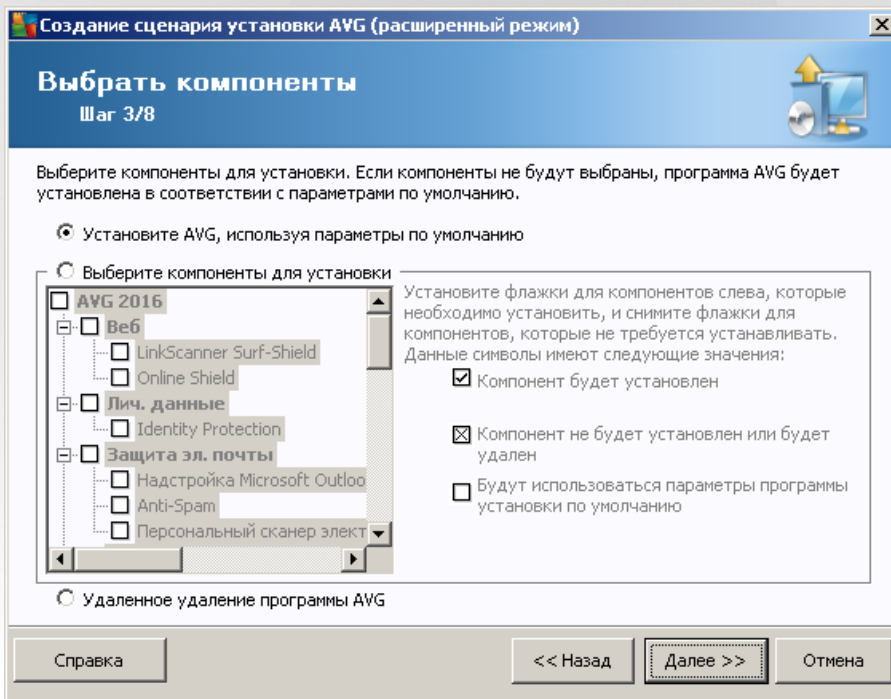 Создание сценария установки AVG (расширенный режим)
Выбрать компоненты
Шаг 3/8
Выберите компоненты для установки. Если компоненты не будут выбраны, программа AVG будет
установлена в соответствии с параметрами по умолчанию.
Установите AVG, используя параметры по умолчанию
Выберите компоненты для установки
AVG 2016
Веб
LinkScanner Surf-Shield
Online Shield
Лич. данные
Identity Protection
Защита эл. почты
Надстройка Microsoft Outloo
Anti-Spam
Персональный сканер элект
Установите флажки для компонентов слева, которые
необходимо установить, и снимите флажки для
компонентов, которые не требуется устанавливать.
Данные символы имеют следующие значения:
Компонент будет установлен
Компонент не будет установлен или будет
удален
Будут использоваться параметры программы
установки по умолчанию
Удаленное удаление программы AVG
Справка
<< Назад
Далее >>
Отмена